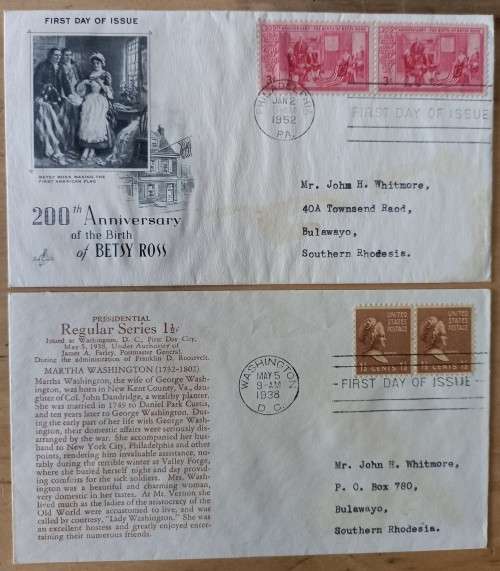 FIRST DAY OF ISSUE
BETSY ROSS MAKING THE
FIRST AMERICAN FLAG
200th Anniversary
of the Birth
of BETSY ROSS
3¢
3¢
PHILADELPHIA
JAN 2
1952
PA.
FIRST DAY OF ISSUE
Mr. John H. Whitmore,
40A Townsend Raod,
Bulawayo,
Southern Rhodesia.
PRESIDENTIAL
Regular Series 1½¢
Issued at Washington, D. C., First Day City,
May 5, 1938. Under Authorier of
James A. Farley, Postmaster General.
During the administration of Franklin D. Roosevelt.
MARTHA WASHINGTON (1732-1802)
Martha Washington, the wife of George Wash-
ington, was born in New Kent County, Va., dau-
ghter of Col. John Dandridge, a wealthy planter.
She was married in 1749 to Daniel Park Custis,
and ten years later to George Washington. Du-
ring the early part of her life with George Wash-
ington, their domestic affairs were seriously dis-
arranged by the war. She accompanied her hus-
band to New York City, Philadelphia and other
points, rendering him invaluable assistance, no-
tably during the terrible winter at Valley Forge,
where she busied herself night and day provid-
ing comforts for the sick soldiers. Mrs. Wash-
ington was a beautiful and charming woman,
very domestic in her tastes. At Mt. Vernon she
lived much as the ladies of the aristocracy of the
Old World were accustomed to live, and was
called by courtesy, "Lady Washington." She was
an excellent hostess and greatly enjoyed enter-
taining their numerous friends.
WASHINGTON
MAY 5
9-AM
1938
D. C.
UNITED
STATES
POSTAGE
1½ CENTS 1½
UNITED
STATES
POSTAGE
1½ CENTS 1½
FIRST DAY OF ISSUE
Mr. John H. Whitmore,
P. O. Box 780,
Bulawayo,
Southern Rhodesia.